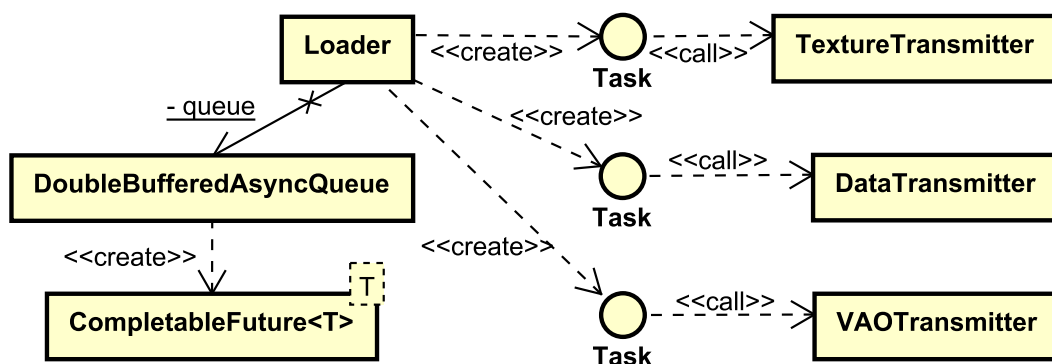 Loader
<<create>>
Task
<<call>>
TextureTransmitter
- queue
<<create>>
DoubleBufferedAsyncQueue
Task
<<call>>
DataTransmitter
<<create>>
<<create>>
T
CompletableFuture<T>
Task
<<call>>
VAOTransmitter